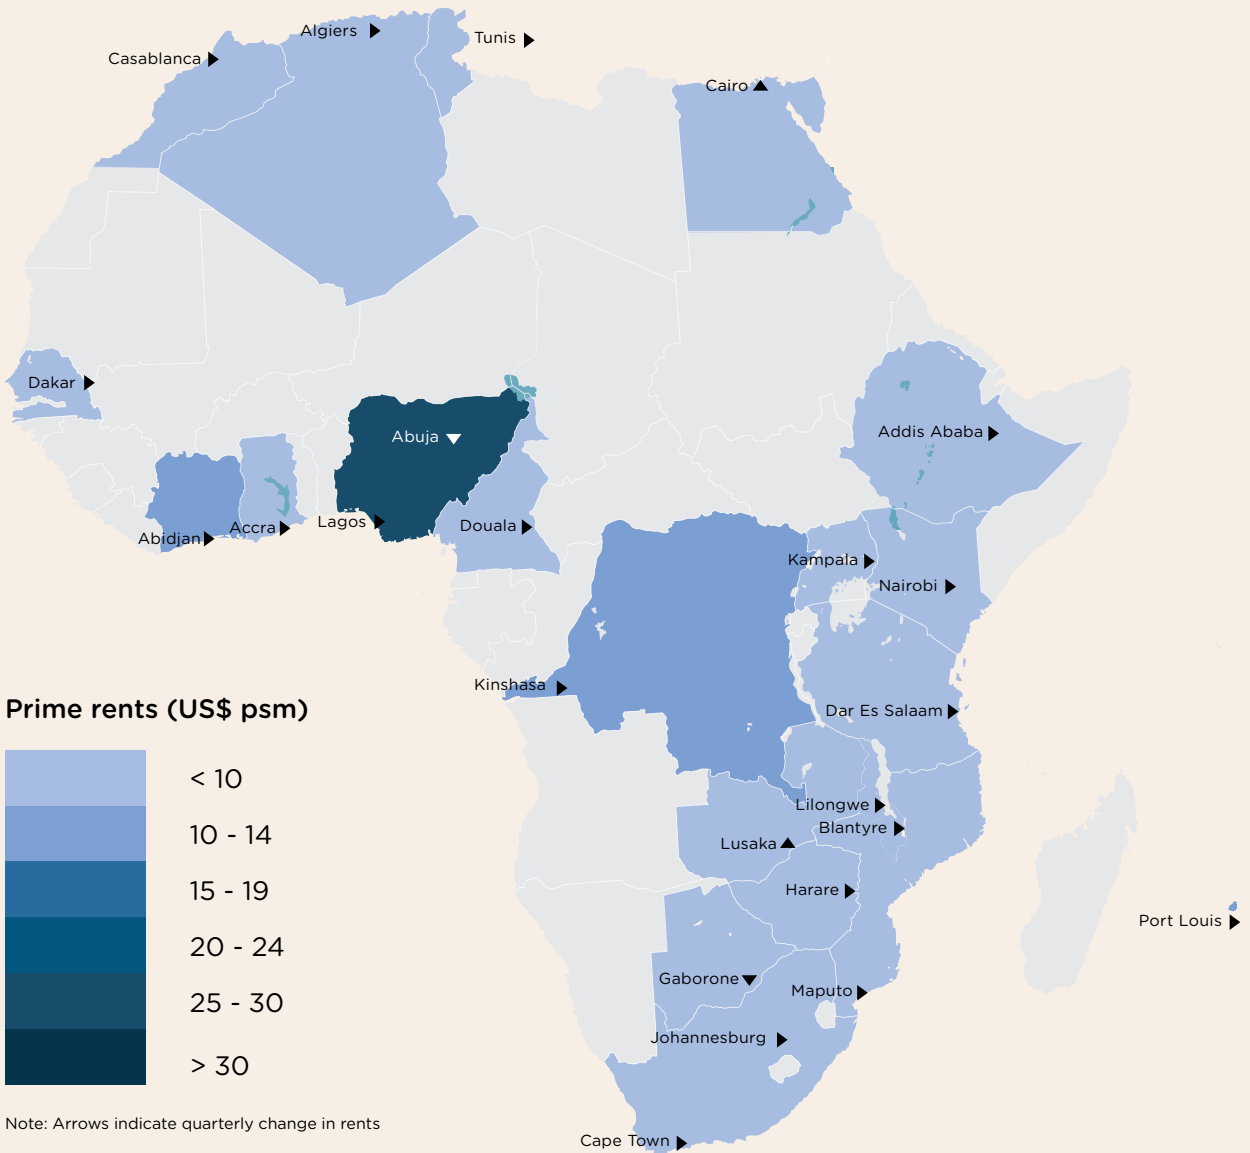 Algiers
Tunis
Casablanca
Cairo
Dakar
Addis Ababa
Abuja
Lagos
Accra
Abidjan
Douala
Kampala
Nairobi
Kinshasa
Dar Es Salaam
Lilongwe
Blantyre
Lusaka
Harare
Port Louis
Gaborone
Maputo
Johannesburg
Cape Town
Prime rents (US$ psm)
< 10
10 - 14
15 - 19
20 - 24
25 - 30
> 30
Note: Arrows indicate quarterly change in rents